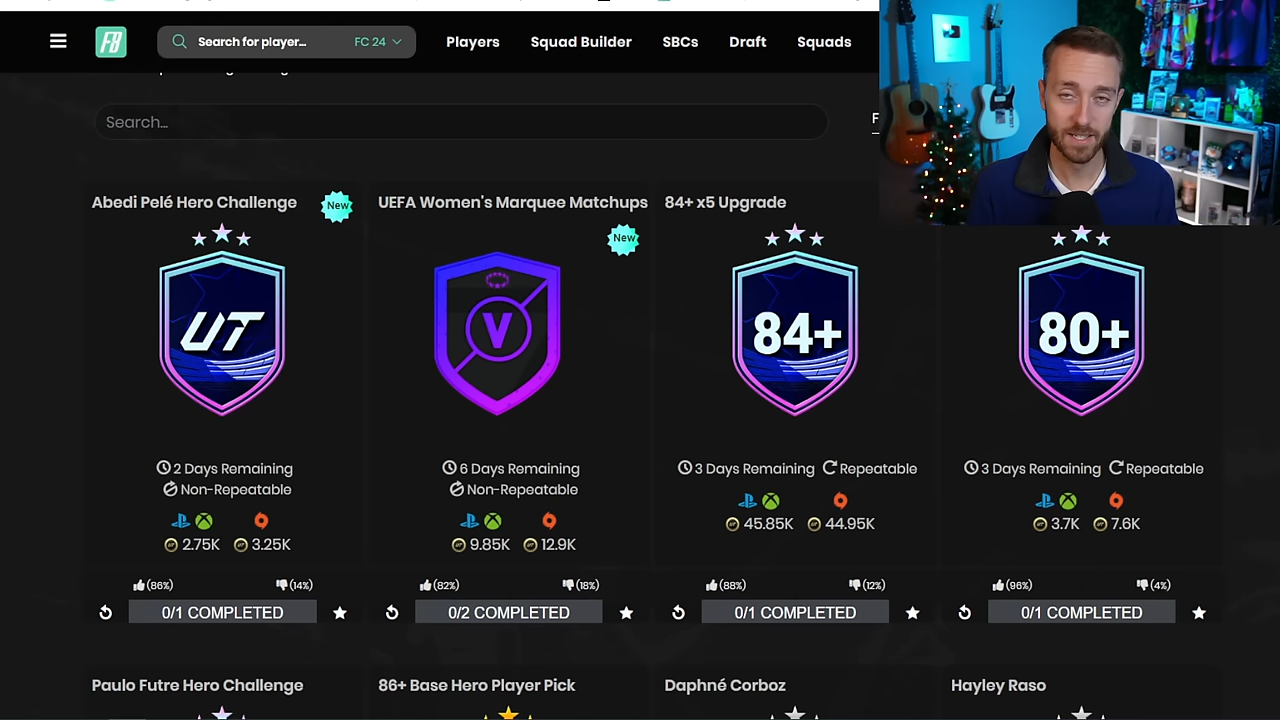 FB
Search for player...
FC 24
Players
Squad Builder
SBCs
Draft
Squads
Search...
F
Abedi Pelé Hero Challenge
New
UEFA Women's Marquee Matchups
New
84+ x5 Upgrade
UT
V
84+
80+
2 Days Remaining
Non-Repeatable
6 Days Remaining
Non-Repeatable
3 Days Remaining
Repeatable
3 Days Remaining
Repeatable
2.75K
3.25K
9.85K
12.9K
45.85K
44.95K
3.7K
7.6K
(86%)
(14%)
(82%)
(18%)
(88%)
(12%)
(96%)
(4%)
0/1 COMPLETED
0/2 COMPLETED
0/1 COMPLETED
0/1 COMPLETED
Paulo Futre Hero Challenge
86+ Base Hero Player Pick
Daphné Corboz
Hayley Raso